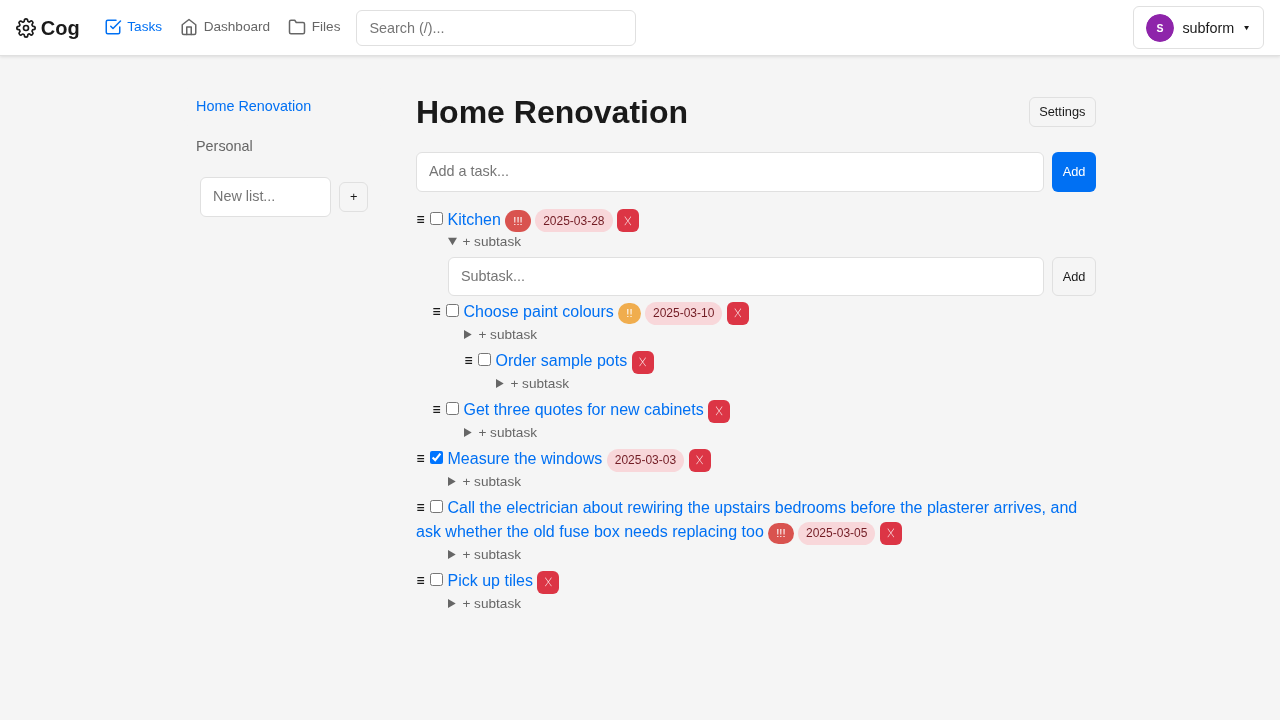 Cog Tasks Dashboard Files Search (/)... S subform
Home Renovation
Personal
New list... +
Home Renovation Settings
Add a task... Add
Kitchen !!! 2025-03-28 X
+ subtask
Subtask... Add
Choose paint colours !! 2025-03-10 X
+ subtask
Order sample pots X
+ subtask
Get three quotes for new cabinets X
+ subtask
Measure the windows 2025-03-03 X
+ subtask
Call the electrician about rewiring the upstairs bedrooms before the plasterer arrives, and
ask whether the old fuse box needs replacing too !!! 2025-03-05 X
+ subtask
Pick up tiles X
+ subtask